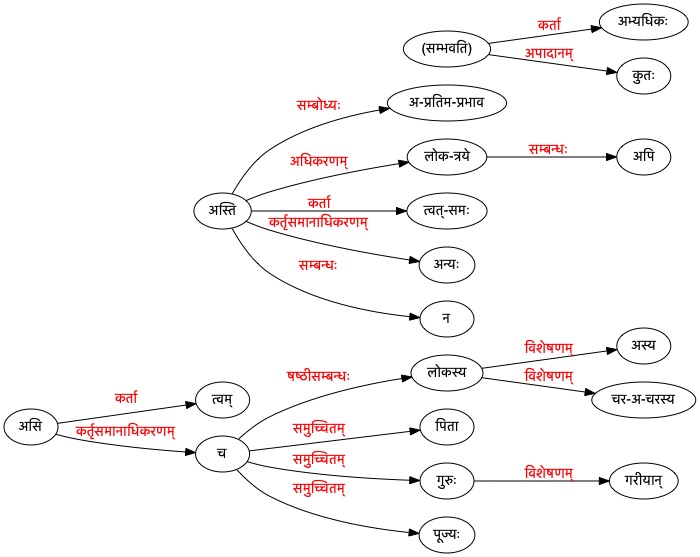 कर्ता
अभ्यधिकः
(सम्भवति)
अपादानम्
कुतः
सम्बोध्यः
अ-प्रतिम-प्रभाव
अधिकरणम्
लोक-त्रये
सम्बन्धः
अपि
अस्ति
कर्ता
त्वत्-समः
कर्तृसमानाधिकरणम्
अन्यः
सम्बन्धः
न
षष्ठीसम्बन्धः
लोकस्य
विशेषणम्
अस्य
विशेषणम्
चर-अ-चरस्य
असि
कर्ता
त्वम्
कर्तृसमानाधिकरणम्
च
समुच्चितम्
पिता
समुच्चितम्
गुरुः
विशेषणम्
गरीयान्
समुच्चितम्
पूज्यः